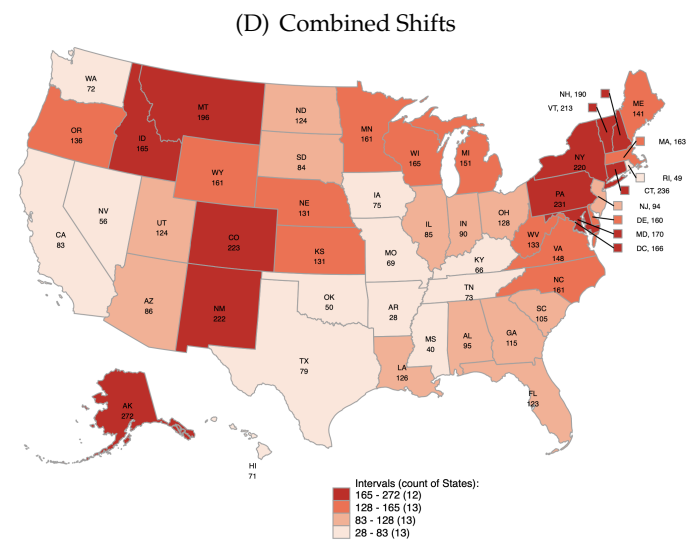 (D) Combined Shifts
WA
72
OR
136
CA
83
NV
56
ID
165
MT
196
WY
161
UT
124
AZ
86
CO
223
NM
222
ND
124
SD
84
NE
131
KS
131
OK
50
TX
79
MN
161
IA
75
MO
69
AR
28
LA
126
WI
165
IL
85
MI
151
IN
90
OH
128
KY
66
TN
73
MS
40
AL
95
GA
115
FL
123
SC
105
NC
161
VA
148
WV
133
PA
231
NY
220
ME
141
NH, 190
VT, 213
MA, 163
RI, 49
CT, 236
NJ, 94
DE, 160
MD, 170
DC, 166
AK
272
HI
71
Intervals (count of States):
165 - 272 (12)
128 - 165 (13)
83 - 128 (13)
28 - 83 (13)